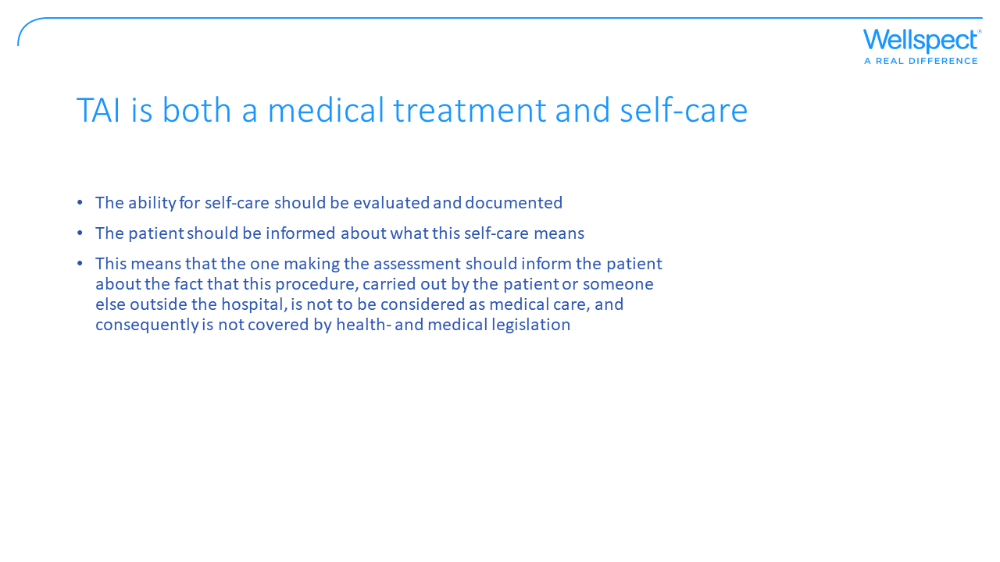 Wellspect®
A REAL DIFFERENCE
TAI is both a medical treatment and self-care
• The ability for self-care should be evaluated and documented
• The patient should be informed about what this self-care means
• This means that the one making the assessment should inform the patient
about the fact that this procedure, carried out by the patient or someone
else outside the hospital, is not to be considered as medical care, and
consequently is not covered by health- and medical legislation